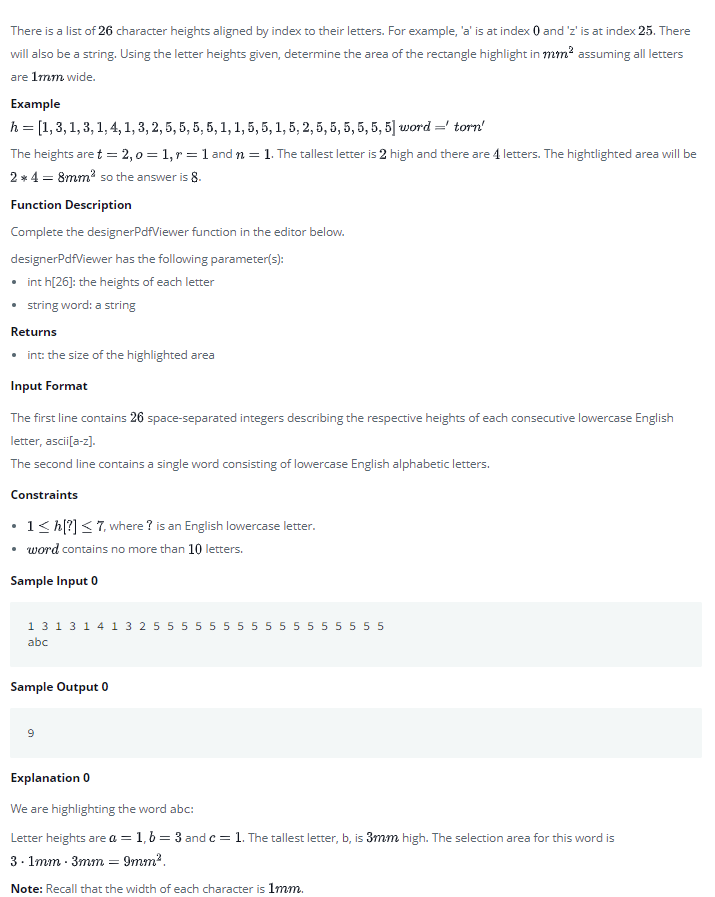 There is a list of 26 character heights aligned by index to their letters. For example, 'a' is at index 0 and 'z' is at index 25. There
will also be a string. Using the letter heights given, determine the area of the rectangle highlight in mm² assuming all letters
are 1mm wide.
Example
h = [1, 3, 1, 3, 1, 4, 1, 3, 2, 5, 5, 5, 5, 1, 1, 5, 5, 1, 5, 2, 5, 5, 5, 5, 5, 5] word =' torn'
The heights are t = 2, o = 1, r = 1 and n = 1. The tallest letter is 2 high and there are 4 letters. The hightlighted area will be
2 * 4 = 8mm² so the answer is 8.
Function Description
Complete the designerPdfViewer function in the editor below.
designerPdfViewer has the following parameter(s):
• int h[26]: the heights of each letter
• string word: a string
Returns
• int: the size of the highlighted area
Input Format
The first line contains 26 space-separated integers describing the respective heights of each consecutive lowercase English
letter, ascii[a-z].
The second line contains a single word consisting of lowercase English alphabetic letters.
Constraints
• 1 ≤ h[?] ≤ 7, where ? is an English lowercase letter.
• word contains no more than 10 letters.
Sample Input 0
1 3 1 3 1 4 1 3 2 5 5 5 5 5 5 5 5 5 5 5 5 5 5 5 5 5
abc
Sample Output 0
9
Explanation 0
We are highlighting the word abc:
Letter heights are a = 1, b = 3 and c = 1. The tallest letter, b, is 3mm high. The selection area for this word is
3 · 1mm · 3mm = 9mm².
Note: Recall that the width of each character is 1mm.